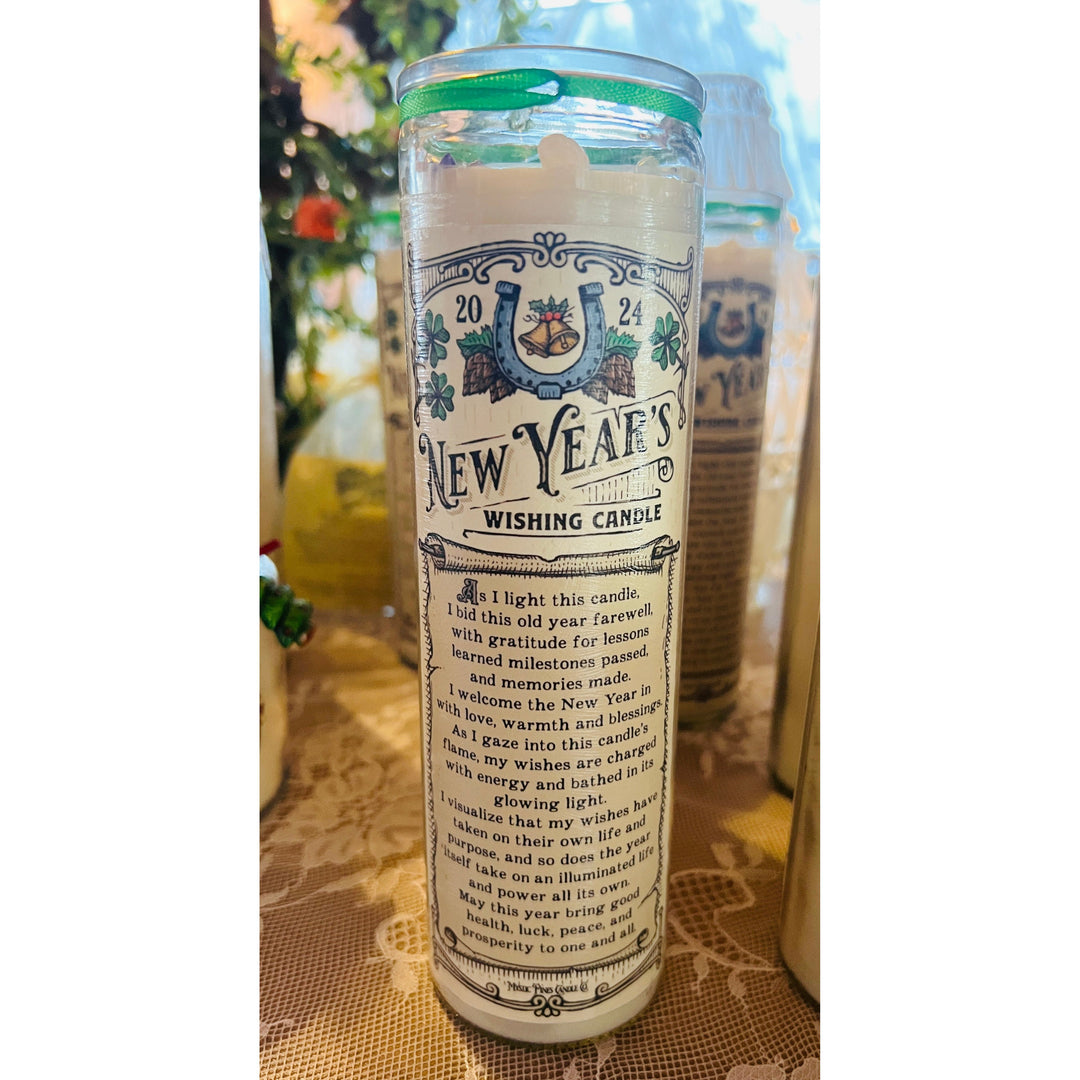 20 24
NEW YEAR'S
WISHING CANDLE
As I light this candle,
I bid this old year farewell,
with gratitude for lessons
learned milestones passed,
and memories made.
I welcome the New Year in
with love, warmth and blessings.
As I gaze into this candle's
flame, my wishes are charged
with energy and bathed in its
glowing light.
I visualize that my wishes have
taken on their own life and
purpose, and so does the year
itself take on an illuminated life
and power all its own.
May this year bring good
health, luck, peace, and
prosperity to one and all.
MYSTIC PINES CANDLE CO